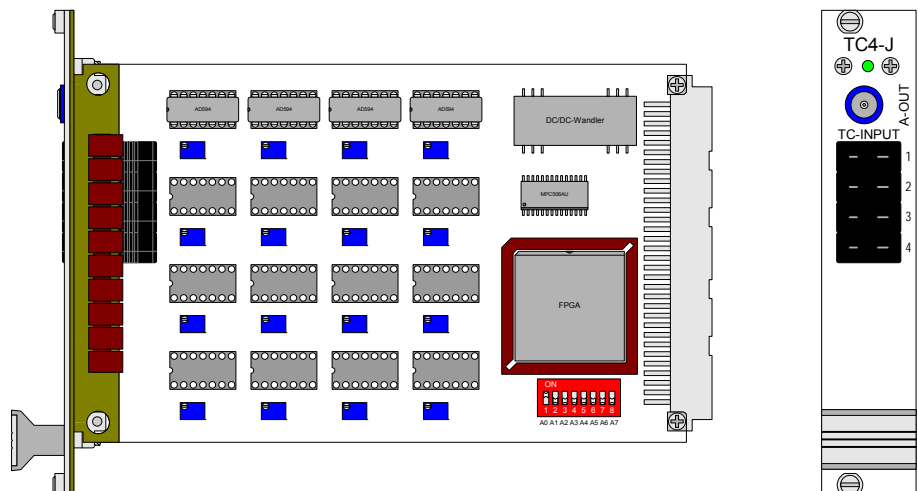 AD594 AD594 AD594 AD594
DC/DC-Wandler
MPC506AU
FPGA
ON
1 2 3 4 5 6 7 8
A0 A1 A2 A3 A4 A5 A6 A7
TC4-J
A-OUT
TC-INPUT
1
2
3
4